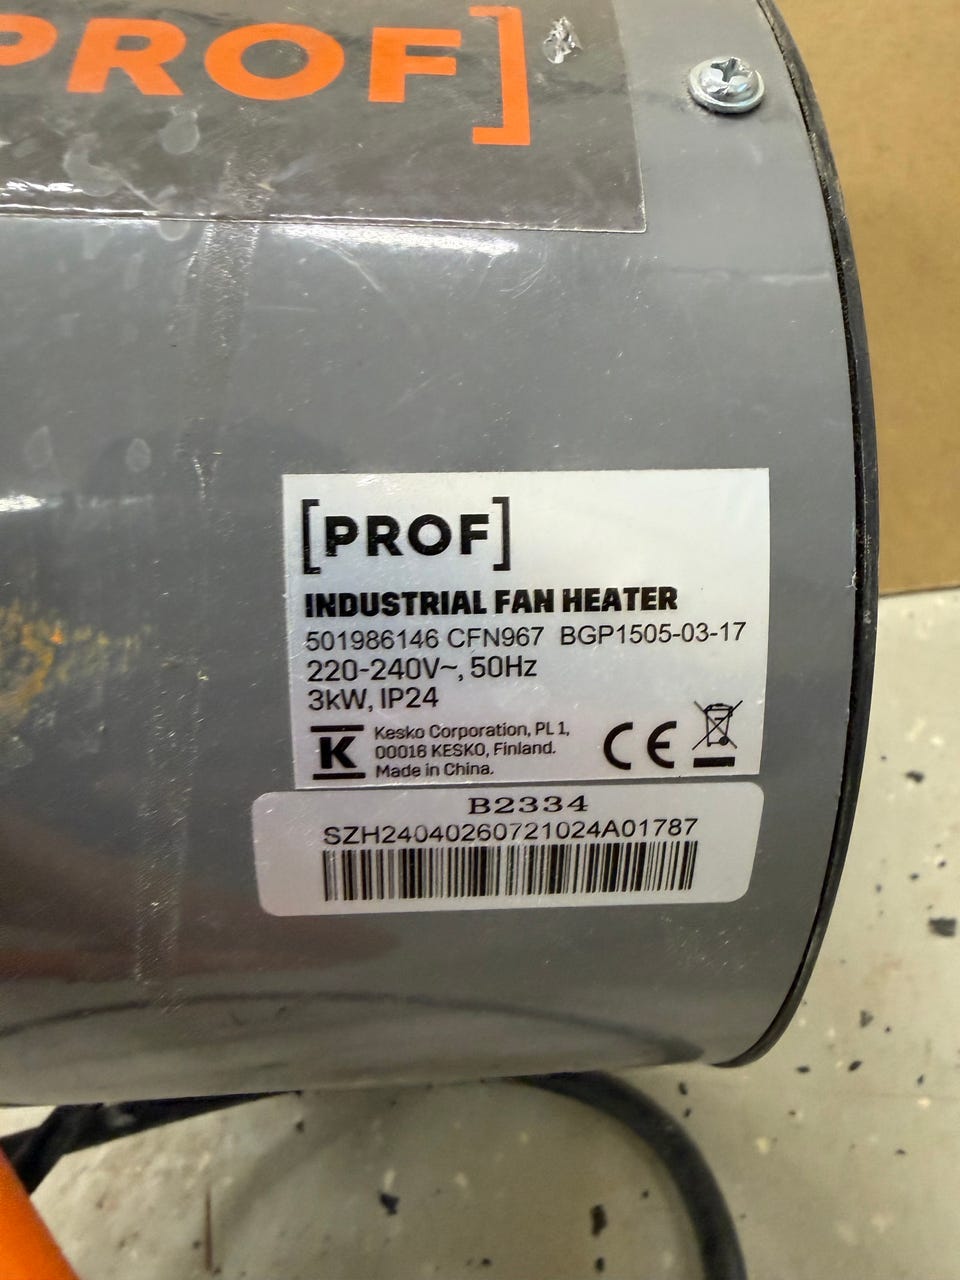 PROF]
[PROF]
INDUSTRIAL FAN HEATER
501986146 CFN967 BGP1505-03-17
220-240V~, 50Hz
3kW, IP24
K
Kesko Corporation, PL 1,
00016 KESKO, Finland.
Made in China.
CE
B2334
SZH24040260721024A01787